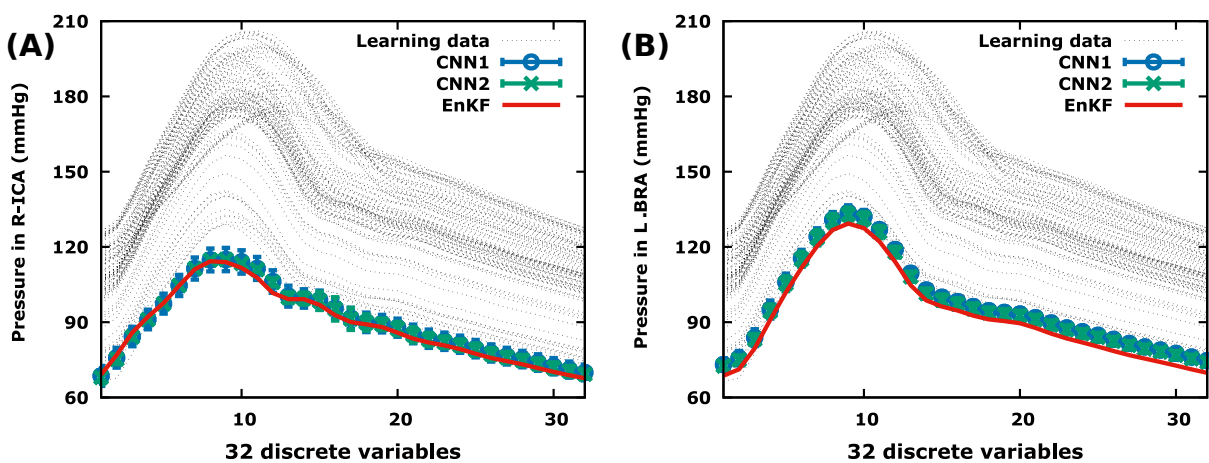 (A)
Pressure in R-ICA (mmHg)
210
180
150
120
90
60
Learning data
CNN1
CNN2
EnKF
10
20
30
32 discrete variables
(B)
Pressure in L.BRA (mmHg)
210
180
150
120
90
60
Learning data
CNN1
CNN2
EnKF
10
20
30
32 discrete variables